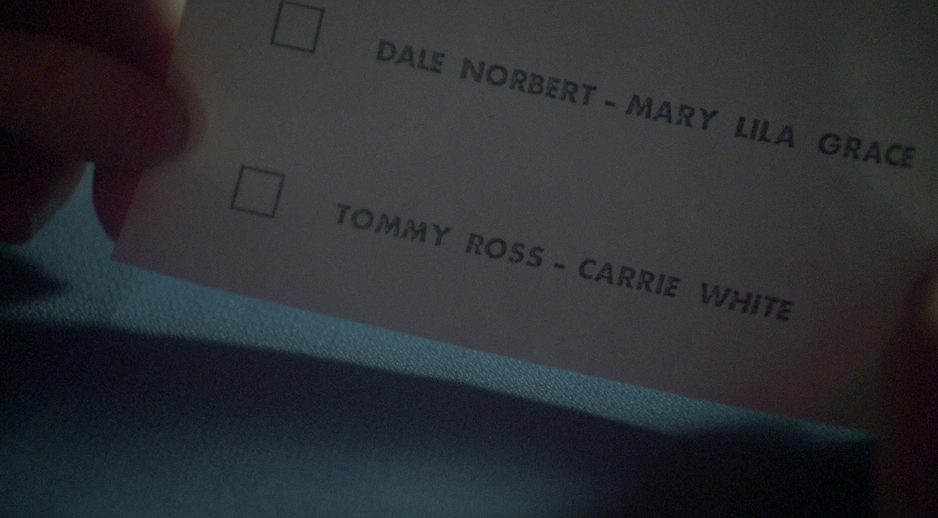 DALE NORBERT - MARY LILA GRACE
TOMMY ROSS - CARRIE WHITE